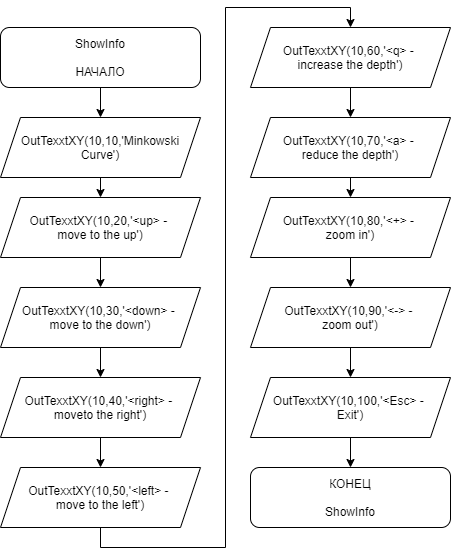 ShowInfo
НАЧАЛО
OutTexxtXY(10,10,'Minkowski
Curve')
OutTexxtXY(10,20,'<up> -
move to the up')
OutTexxtXY(10,30,'<down> -
move to the down')
OutTexxtXY(10,40,'<right> -
moveto the right')
OutTexxtXY(10,50,'<left> -
move to the left')
OutTexxtXY(10,60,'<q> -
increase the depth')
OutTexxtXY(10,70,'<a> -
reduce the depth')
OutTexxtXY(10,80,'<+> -
zoom in')
OutTexxtXY(10,90,'<-> -
zoom out')
OutTexxtXY(10,100,'<Esc> -
Exit')
КОНЕЦ
ShowInfo